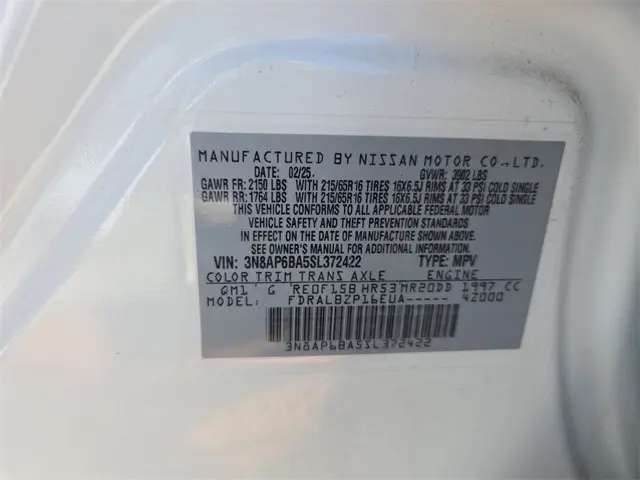 MANUFACTURED BY NISSAN MOTOR CO.,LTD.
DATE: 02/25. GVWR: 3902 LBS
GAWR FR: 2150 LBS WITH 215/65R16 TIRES 16X6.5J RIMS AT 33 PSI COLD SINGLE
GAWR RR: 1764 LBS WITH 215/65R16 TIRES 16X6.5J RIMS AT 33 PSI COLD SINGLE
THIS VEHICLE CONFORMS TO ALL APPLICABLE FEDERAL MOTOR
VEHICLE SAFETY AND THEFT PREVENTION STANDARDS
IN EFFECT ON THE DATE OF MANUFACTURE SHOWN ABOVE.
SEE OWNER'S MANUAL FOR ADDITIONAL INFORMATION.
VIN: 3N8AP6BA5SL372422 TYPE: MPV
COLOR TRIM TRANS AXLE ENGINE
QM1 G RE0F15B HR53 MR20DD 1997 CC
MODEL: FDRALBZP16EUA----- 4Z000
3N8AP6BA5SL372422